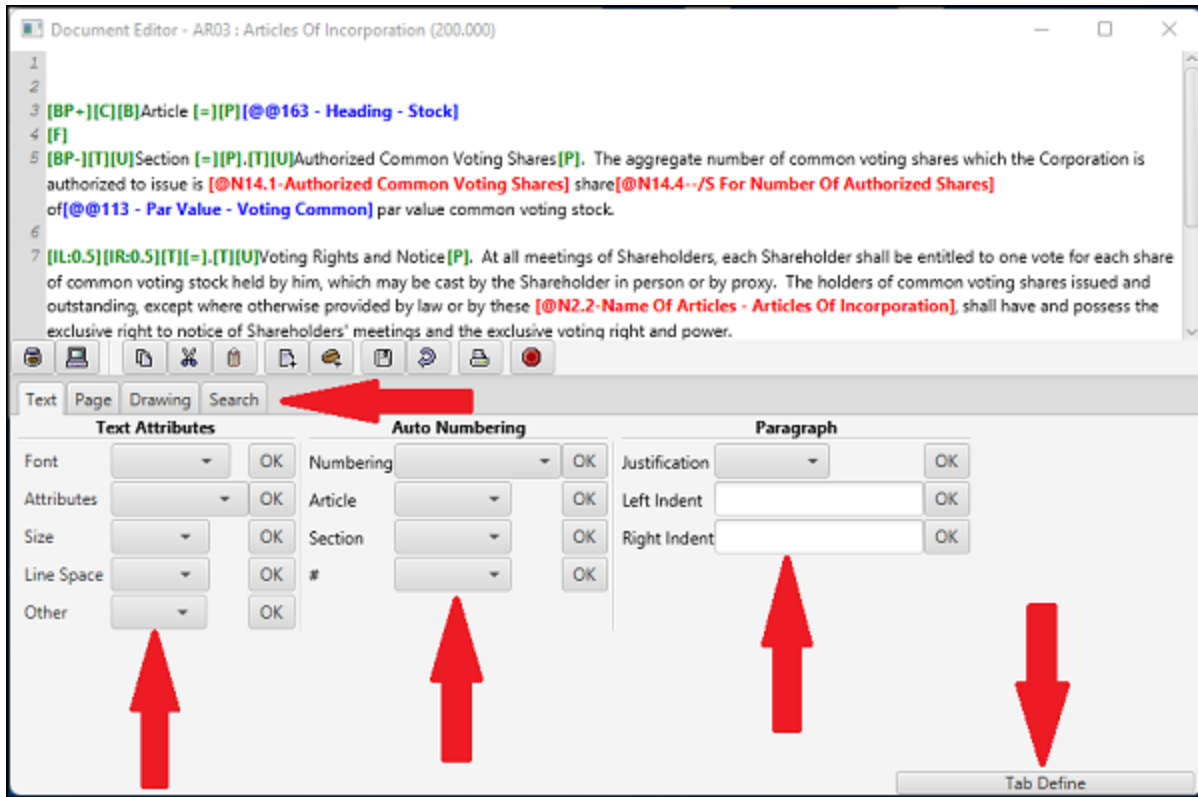 Document Editor - AR03 : Articles Of Incorporation (200.000)
1
2
3 [BP+][C][B]Article [=][P][@@163 - Heading - Stock]
4 [F]
5 [BP-][T][U]Section [=][P].[T][U]Authorized Common Voting Shares[P].  The aggregate number of common voting shares which the Corporation is
authorized to issue is [@N14.1-Authorized Common Voting Shares] share[@N14.4--/S For Number Of Authorized Shares]
of[@@113 - Par Value - Voting Common] par value common voting stock.
6
7 [IL:0.5][IR:0.5][T][=].[T][U]Voting Rights and Notice[P].  At all meetings of Shareholders, each Shareholder shall be entitled to one vote for each share
of common voting stock held by him, which may be cast by the Shareholder in person or by proxy.  The holders of common voting shares issued and
outstanding, except where otherwise provided by law or by these [@N2.2-Name Of Articles - Articles Of Incorporation], shall have and possess the
exclusive right to notice of Shareholders' meetings and the exclusive voting right and power.
Text Page Drawing Search
Text Attributes Auto Numbering Paragraph
Font OK Numbering OK Justification OK
Attributes OK Article OK Left Indent OK
Size OK Section OK Right Indent OK
Line Space OK # OK
Other OK
Tab Define